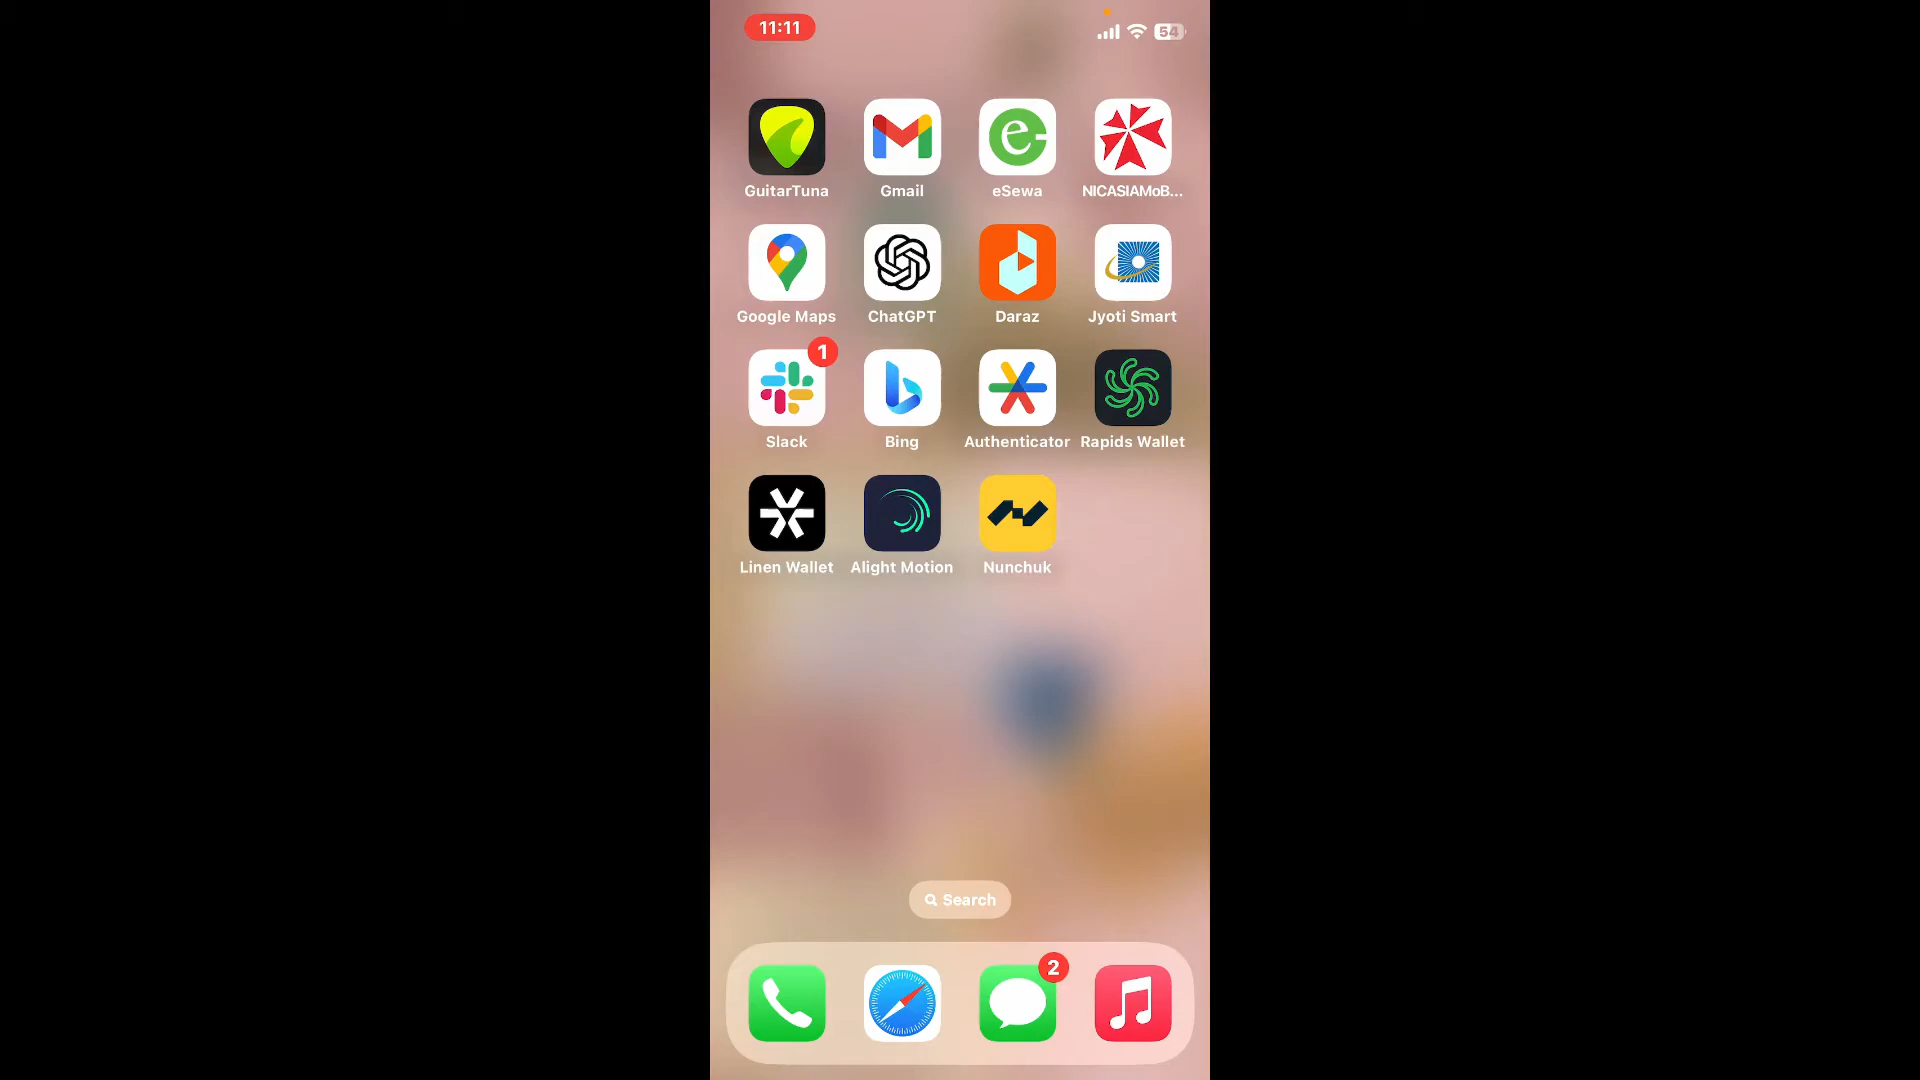 11:11
54
GuitarTuna Gmail eSewa NICASIAMoB...
Google Maps ChatGPT Daraz Jyoti Smart
1
Slack Bing Authenticator Rapids Wallet
Linen Wallet Alight Motion Nunchuk
Search
2